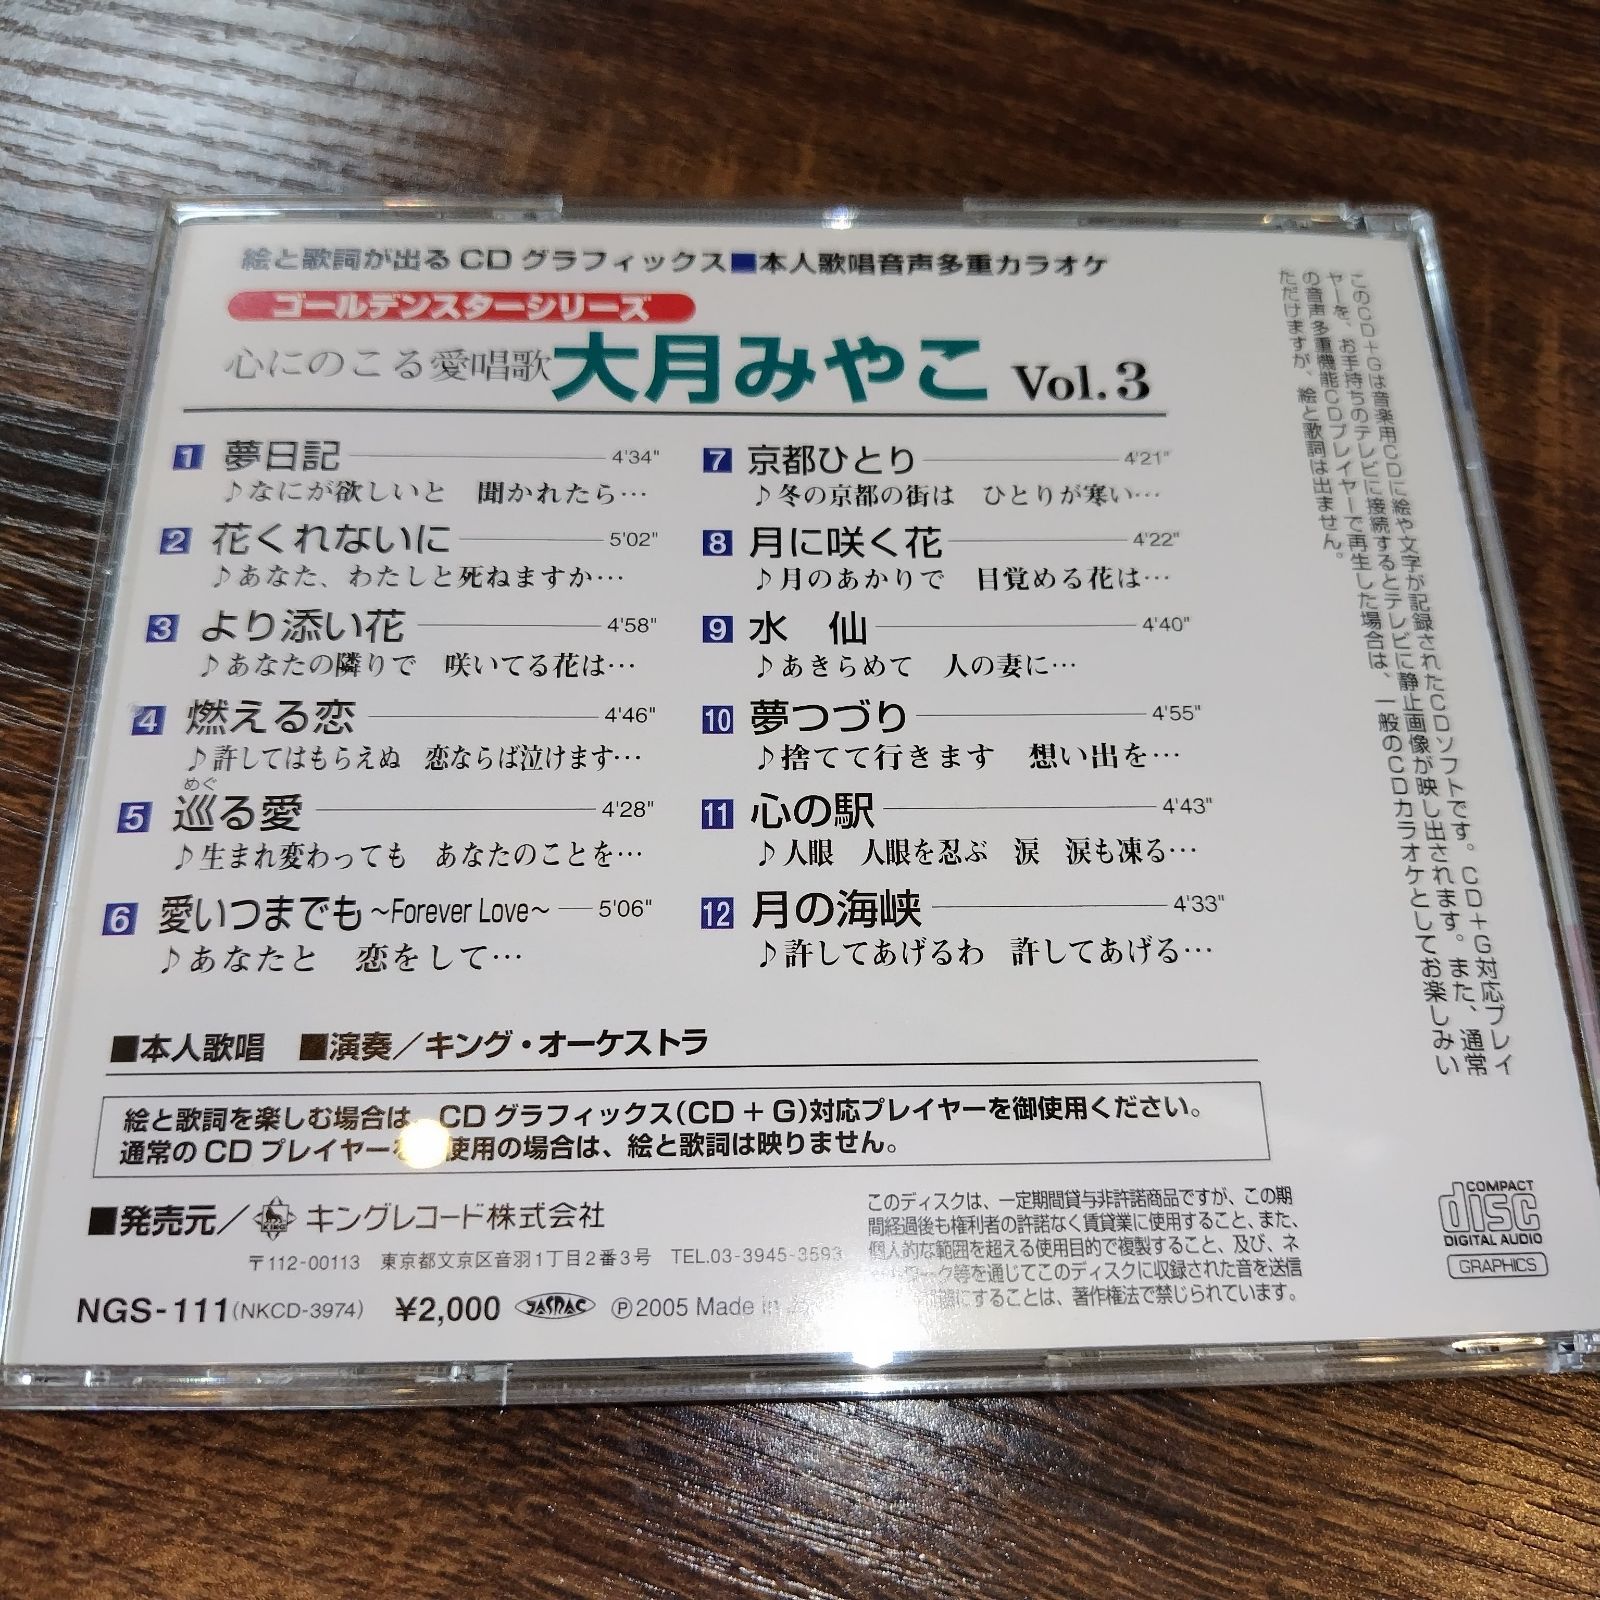 絵と歌詞が出るCDグラフィックス■本人歌唱音声多重カラオケ
ゴールデンスターシリーズ
心にのこる愛唱歌 大月みやこ Vol.3
1 夢日記 4'34"
♪なにが欲しいと 聞かれたら…
2 花くれないに 5'02"
♪あなた、わたしと死ねますか…
3 より添い花 4'58"
♪あなたの隣りで 咲いてる花は…
4 燃える恋 4'46"
♪許してはもらえぬ 恋ならば泣けます…
めぐ
5 巡る愛 4'28"
♪生まれ変わっても あなたのことを…
6 愛いつまでも ~Forever Love~ 5'06"
♪あなたと 恋をして…
7 京都ひとり 4'21"
♪冬の京都の街は ひとりが寒い…
8 月に咲く花 4'22"
♪月のあかりで 目覚める花は…
9 水 仙 4'40"
♪あきらめて 人の妻に…
10 夢つづり 4'55"
♪捨てて行きます 想い出を…
11 心の駅 4'43"
♪人眼 人眼を忍ぶ 涙 涙も凍る…
12 月の海峡 4'33"
♪許してあげるわ 許してあげる…
このCD+Gは音楽用CDに絵や文字が記録されたCDソフトです。CD+G対応プレイ
ヤーを、お手持ちのテレビに接続するとテレビに静止画像が映し出されます。また、通常
の音声多重機能CDプレイヤーで再生した場合は、一般のCDカラオケとしてお楽しみい
ただけますが、絵と歌詞は出ません。
■本人歌唱 ■演奏／キング・オーケストラ
絵と歌詞を楽しむ場合は、CDグラフィックス(CD+G)対応プレイヤーを御使用ください。
通常のCDプレイヤー 使用の場合は、絵と歌詞は映りません。
■発売元／KING キングレコード株式会社
〒112-00113 東京都文京区音羽1丁目2番3号 TEL.03-3945-3593
NGS-111(NKCD-3974) ¥2,000 JASRAC Ⓟ2005 Made in
このディスクは、一定期間貸与非許諾商品ですが、この期
間経過後も権利者の許諾なく賃貸業に使用すること、また、
個人的な範囲を超える使用目的で複製すること、及び、ネ
ーク等を通じてこのディスクに収録された音を送信
にすることは、著作権法で禁じられています。
COMPACT
disc
DIGITAL AUDIO
GRAPHICS